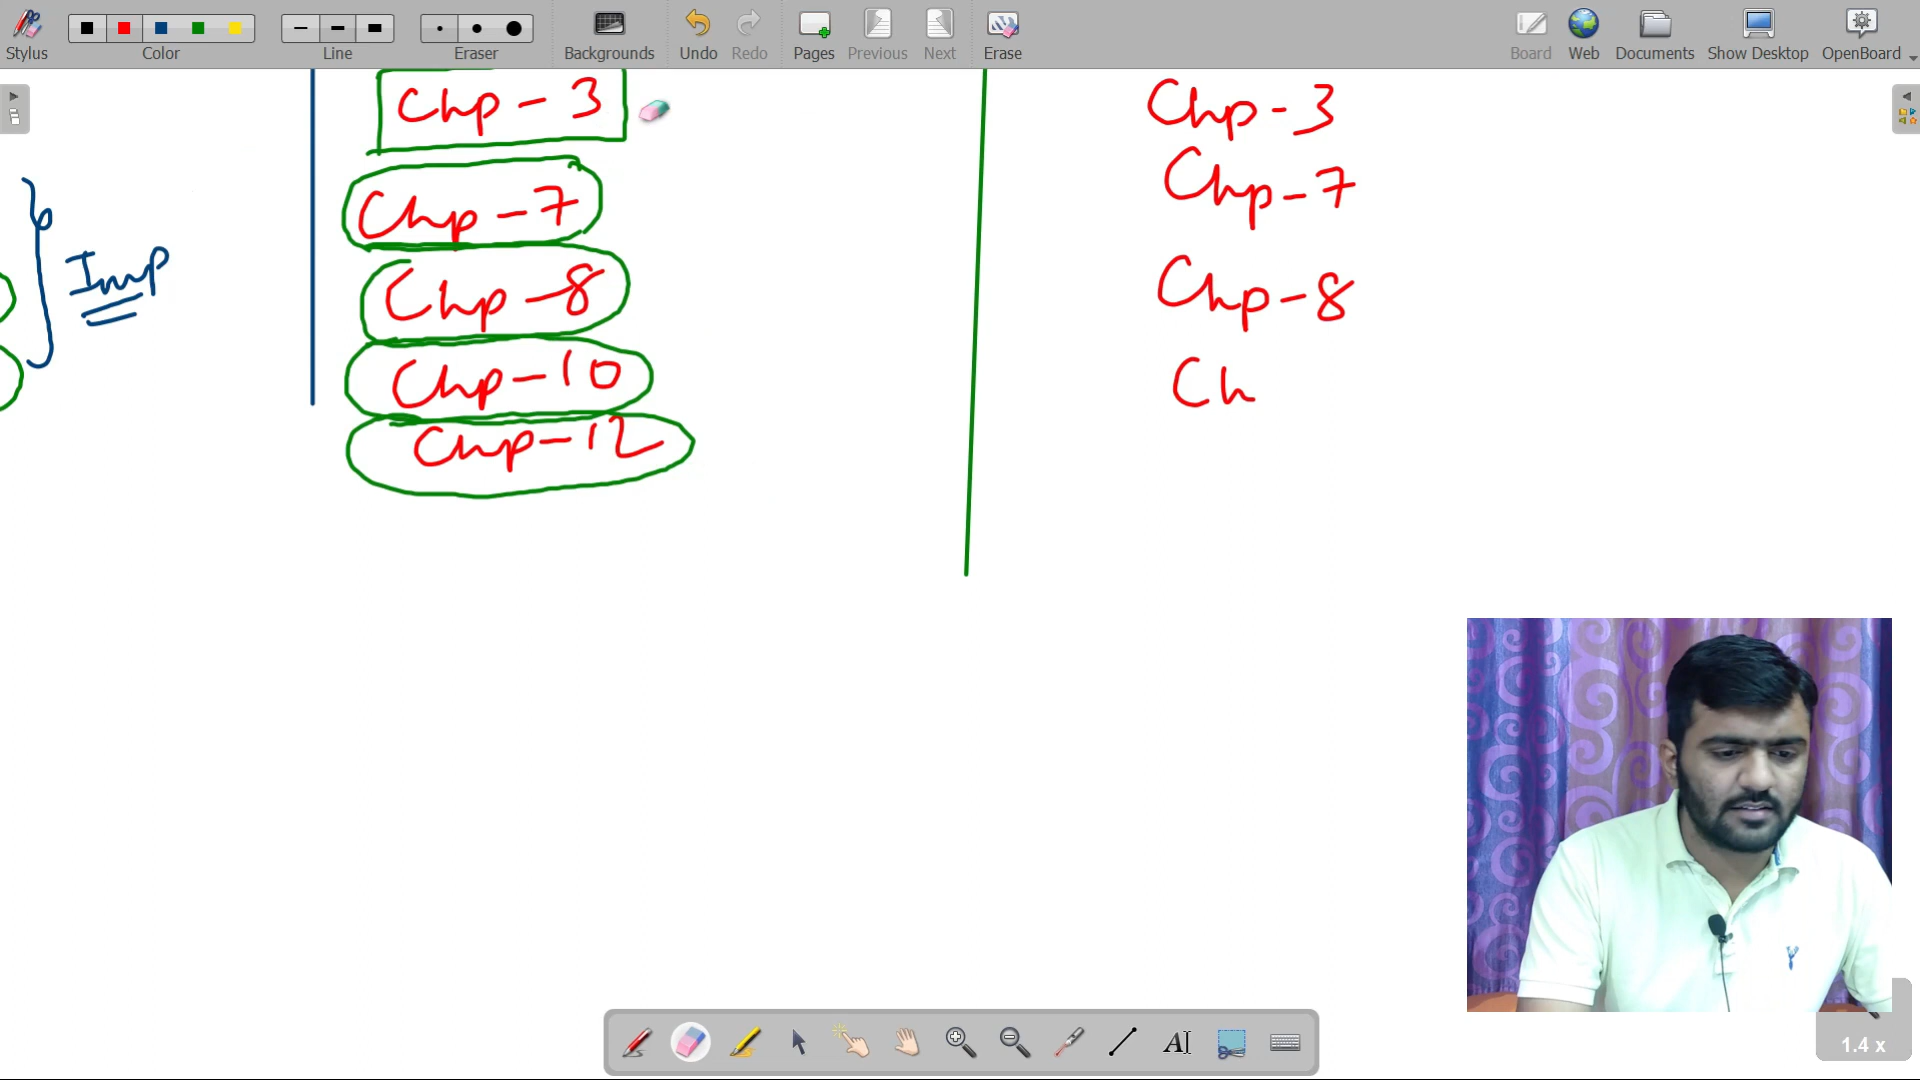 Stylus
Color
Line
Eraser
Backgrounds
Undo
Redo
Pages
Previous
Next
Erase
Board
Web
Documents
Show Desktop
OpenBoard
Imp
Chp - 3
Chp - 7
Chp - 8
Chp - 10
Chp - 12
Chp - 3
Chp - 7
Chp - 8
Ch
1.4 x